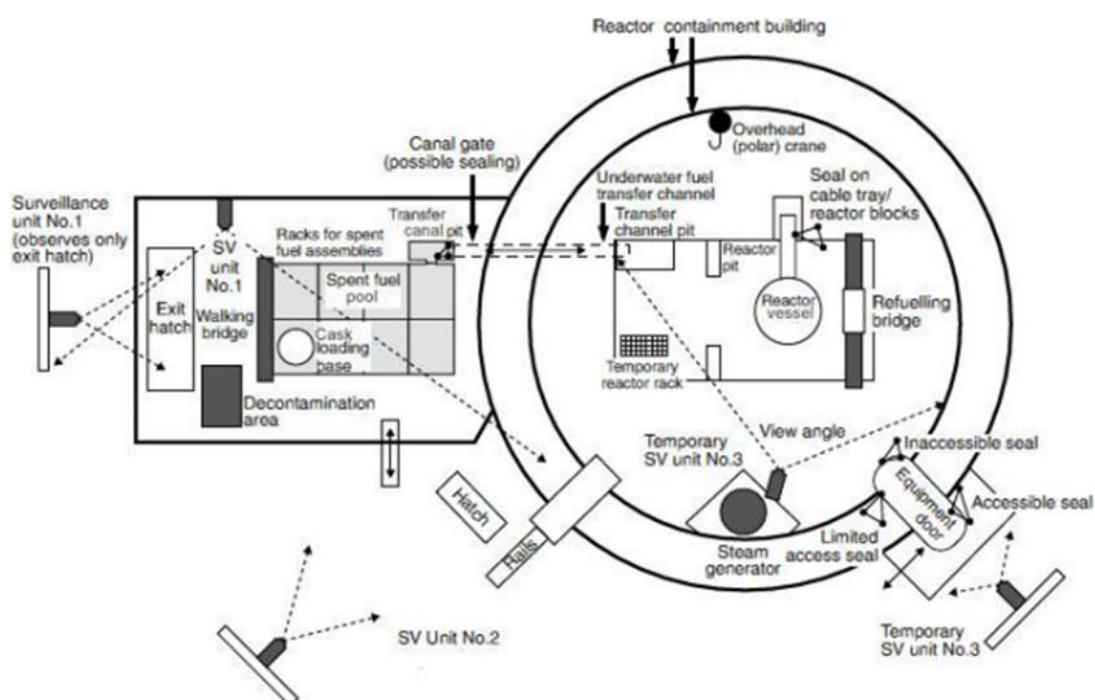 Reactor containment building
Overhead
(polar) crane
Canal gate
(possible sealing)
Underwater fuel
transfer channel
Seal on
cable tray/
reactor blocks
Surveillance
unit No.1
(observes only
exit hatch)
Transfer
canal pit
Transfer
channel pit
Racks for spent
fuel assemblies
SV
unit
No.1
Reactor
pit
Spent fuel
pool
Exit
hatch
Walking
bridge
Reactor
vessel
Refuelling
bridge
Cask
loading
base
Temporary
reactor rack
Decontamination
area
View angle
Temporary
SV unit No.3
Inaccessible seal
Equipment
door
Accessible seal
Hatch
Rails
Limited
access seal
Steam
generator
SV Unit No.2
Temporary
SV unit No.3